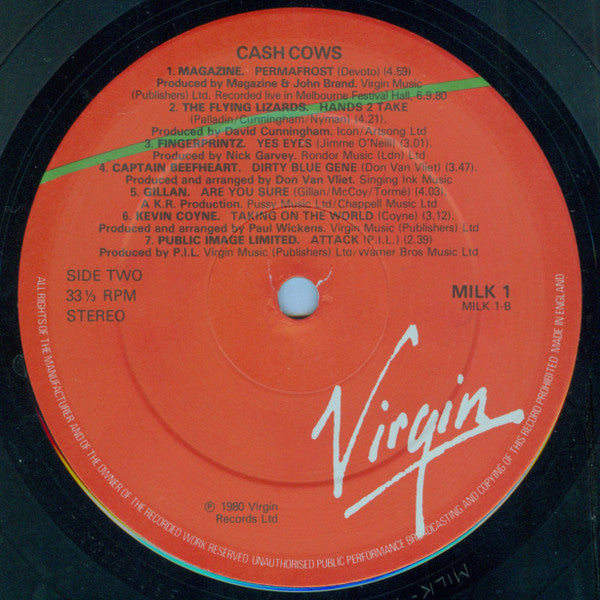 CASH COWS
1. MAGAZINE. PERMAFROST (Devoto) (4.59)
Produced by Magazine & John Brand. Virgin Music
(Publishers) Ltd. Recorded live in Melbourne Festival Hall, 6.9.80
2. THE FLYING LIZARDS. HANDS 2 TAKE
(Palladin/Cunningham/Nyman) (4.21).
Produced by David Cunningham. Icon/Artsong Ltd
3. FINGERPRINTZ. YES EYES (Jimme O'Neill) (3.01).
Produced by Nick Garvey. Rondor Music (Ldn) Ltd
4. CAPTAIN BEEFHEART. DIRTY BLUE GENE (Don Van Vliet) (3.47).
Produced and arranged by Don Van Vliet. Singing Ink Music
5. GILLAN. ARE YOU SURE (Gillan/McCoy/Tormé) (4.03).
A K.R. Production. Pussy Music Ltd/Chappell Music Ltd
6. KEVIN COYNE. TAKING ON THE WORLD (Coyne) (3.12).
Produced and arranged by Paul Wickens. Virgin Music (Publishers) Ltd
7. PUBLIC IMAGE LIMITED. ATTACK (P.I.L.) (2.39)
Produced by P.I.L. Virgin Music (Publishers) Ltd/Warner Bros Music Ltd
SIDE TWO
33⅓ RPM
STEREO
MILK 1
MILK 1-B
Virgin
℗ 1980 Virgin
Records Ltd
ALL RIGHTS OF THE MANUFACTURER AND OF THE OWNER OF THE RECORDED WORK RESERVED. UNAUTHORISED PUBLIC PERFORMANCE BROADCASTING AND COPYING OF THIS RECORD PROHIBITED. MADE IN ENGLAND
MILK-